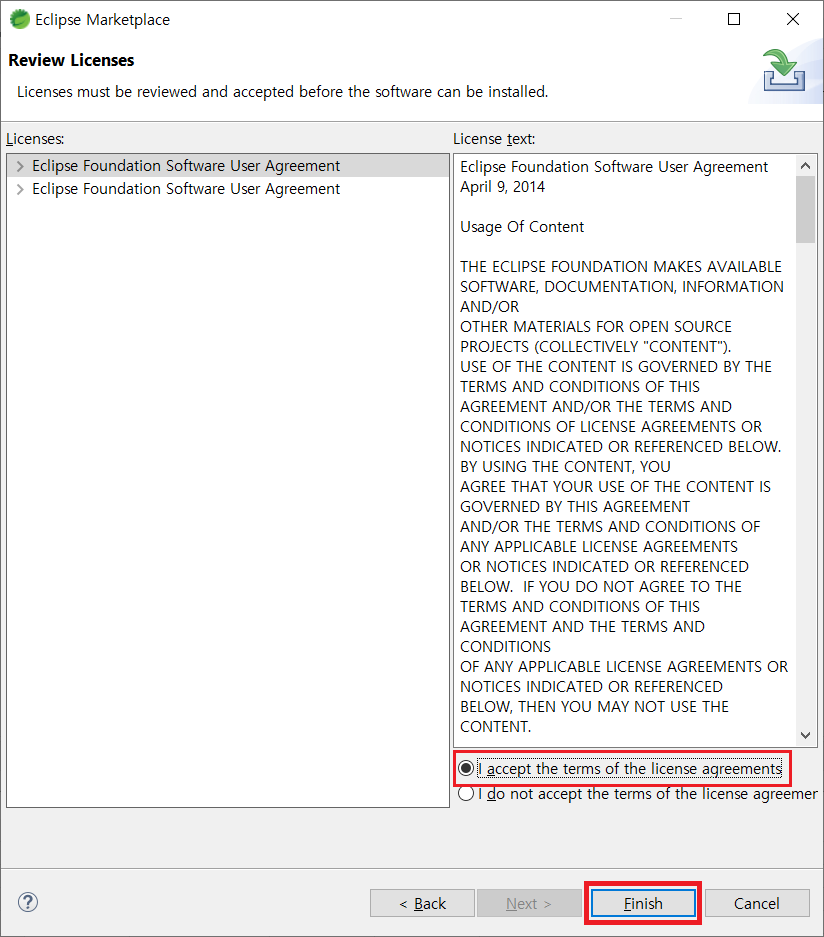 Eclipse Marketplace
Review Licenses
Licenses must be reviewed and accepted before the software can be installed.
Licenses:
Eclipse Foundation Software User Agreement
Eclipse Foundation Software User Agreement
License text:
Eclipse Foundation Software User Agreement
April 9, 2014
Usage Of Content
THE ECLIPSE FOUNDATION MAKES AVAILABLE
SOFTWARE, DOCUMENTATION, INFORMATION
AND/OR
OTHER MATERIALS FOR OPEN SOURCE
PROJECTS (COLLECTIVELY "CONTENT").
USE OF THE CONTENT IS GOVERNED BY THE
TERMS AND CONDITIONS OF THIS
AGREEMENT AND/OR THE TERMS AND
CONDITIONS OF LICENSE AGREEMENTS OR
NOTICES INDICATED OR REFERENCED BELOW.
BY USING THE CONTENT, YOU
AGREE THAT YOUR USE OF THE CONTENT IS
GOVERNED BY THIS AGREEMENT
AND/OR THE TERMS AND CONDITIONS OF
ANY APPLICABLE LICENSE AGREEMENTS
OR NOTICES INDICATED OR REFERENCED
BELOW.  IF YOU DO NOT AGREE TO THE
TERMS AND CONDITIONS OF THIS
AGREEMENT AND THE TERMS AND
CONDITIONS
OF ANY APPLICABLE LICENSE AGREEMENTS OR
NOTICES INDICATED OR REFERENCED
BELOW, THEN YOU MAY NOT USE THE
CONTENT.
I accept the terms of the license agreements
I do not accept the terms of the license agreemer
< Back
Next >
Finish
Cancel